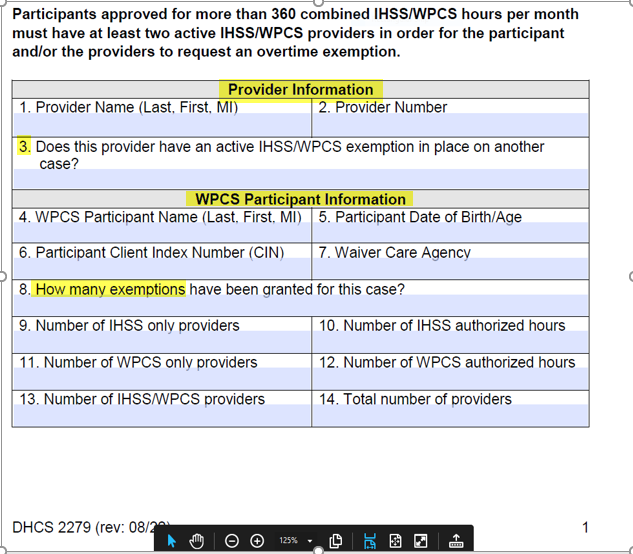 Participants approved for more than 360 combined IHSS/WPCS hours per month
must have at least two active IHSS/WPCS providers in order for the participant
and/or the providers to request an overtime exemption.
Provider Information
1. Provider Name (Last, First, MI)
2. Provider Number
3. Does this provider have an active IHSS/WPCS exemption in place on another
case?
WPCS Participant Information
4. WPCS Participant Name (Last, First, MI)
5. Participant Date of Birth/Age
6. Participant Client Index Number (CIN)
7. Waiver Care Agency
8. How many exemptions have been granted for this case?
9. Number of IHSS only providers
10. Number of IHSS authorized hours
11. Number of WPCS only providers
12. Number of WPCS authorized hours
13. Number of IHSS/WPCS providers
14. Total number of providers
DHCS 2279 (rev:
1
125%